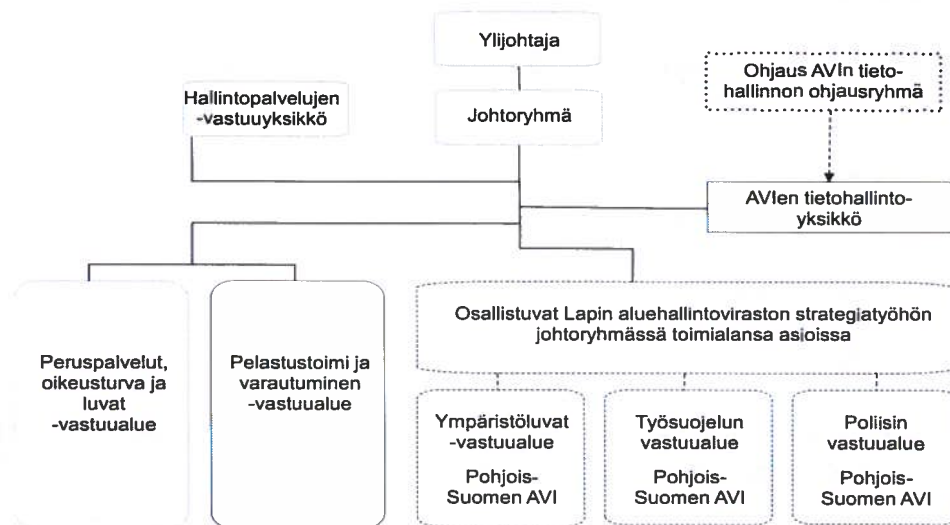 Ylijohtaja
Ohjaus AVIn tieto-
hallinnon ohjausryhmä
Hallintopalvelujen
-vastuuyksikkö
Johtoryhmä
AVIen tietohallinto-
yksikkö
Peruspalvelut,
oikeusturva ja
luvat
-vastuualue
Pelastustoimi ja
varautuminen
-vastuualue
Osallistuvat Lapin aluehallintoviraston strategiatyöhön
johtoryhmässä toimialansa asioissa
Ympäristöluvat
-vastuualue
Pohjois-
Suomen AVI
Työsuojelun
vastuualue
Pohjois-
Suomen AVI
Poliisin
vastuualue
Pohjois-
Suomen AVI